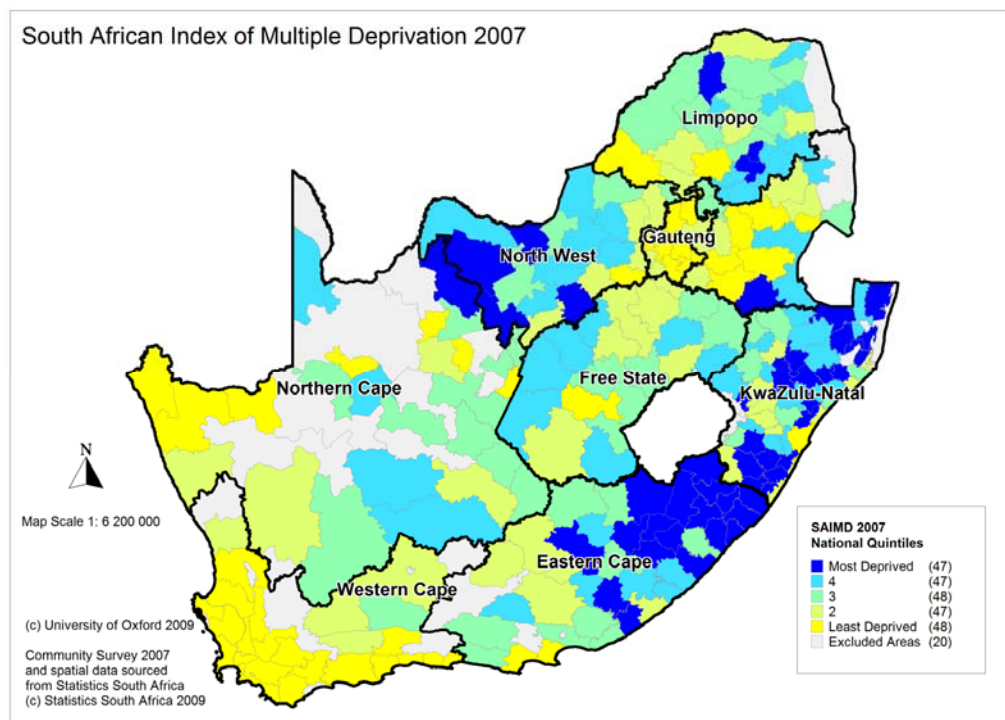 South African Index of Multiple Deprivation 2007
Limpopo
Gauteng
North West
Free State
KwaZulu-Natal
Northern Cape
N
Map Scale 1: 6 200 000
Eastern Cape
Western Cape
SAIMD 2007
National Quintiles
Most Deprived (47)
4 (47)
3 (48)
2 (47)
Least Deprived (48)
Excluded Areas (20)
(c) University of Oxford 2009
Community Survey 2007
and spatial data sourced
from Statistics South Africa
(c) Statistics South Africa 2009